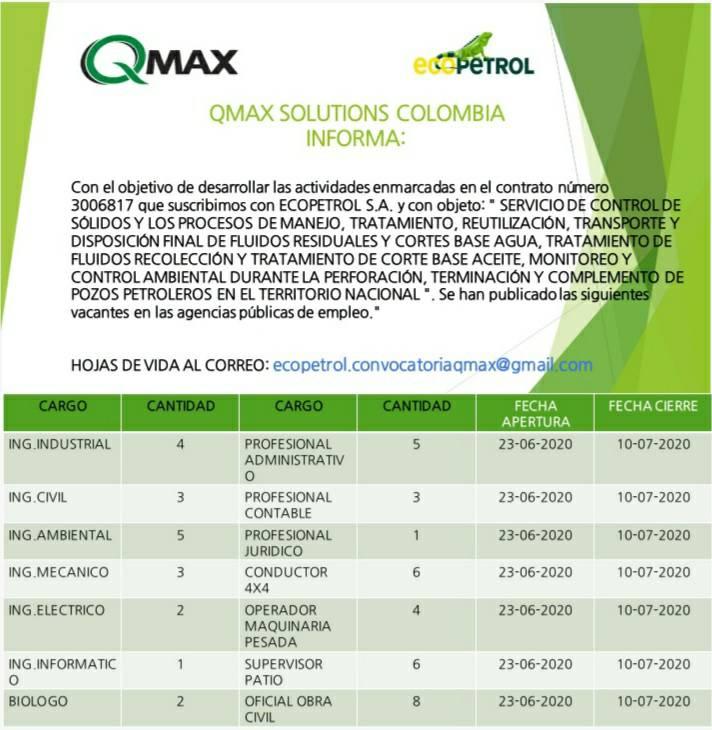 QMAX
ecopetrol
QMAX SOLUTIONS COLOMBIA
INFORMA:
Con el objetivo de desarrollar las actividades enmarcadas en el contrato número
3006817 que suscribimos con ECOPETROL S.A. y con objeto: " SERVICIO DE CONTROL DE
SÓLIDOS Y LOS PROCESOS DE MANEJO, TRATAMIENTO, REUTILIZACIÓN, TRANSPORTE Y
DISPOSICIÓN FINAL DE FLUIDOS RESIDUALES Y CORTES BASE AGUA, TRATAMIENTO DE
FLUIDOS RECOLECCIÓN Y TRATAMIENTO DE CORTE BASE ACEITE, MONITOREO Y
CONTROL AMBIENTAL DURANTE LA PERFORACIÓN, TERMINACIÓN Y COMPLEMENTO DE
POZOS PETROLEROS EN EL TERRITORIO NACIONAL ". Se han publicado las siguientes
vacantes en las agencias públicas de empleo."
HOJAS DE VIDA AL CORREO: ecopetrol.convocatoriaqmax@gmail.com
CARGO CANTIDAD CARGO CANTIDAD FECHA APERTURA FECHA CIERRE
ING.INDUSTRIAL 4 PROFESIONAL ADMINISTRATIVO 5 23-06-2020 10-07-2020
ING.CIVIL 3 PROFESIONAL CONTABLE 3 23-06-2020 10-07-2020
ING.AMBIENTAL 5 PROFESIONAL JURIDICO 1 23-06-2020 10-07-2020
ING.MECANICO 3 CONDUCTOR 4X4 6 23-06-2020 10-07-2020
ING.ELECTRICO 2 OPERADOR MAQUINARIA PESADA 4 23-06-2020 10-07-2020
ING.INFORMATICO 1 SUPERVISOR PATIO 6 23-06-2020 10-07-2020
BIOLOGO 2 OFICIAL OBRA CIVIL 8 23-06-2020 10-07-2020